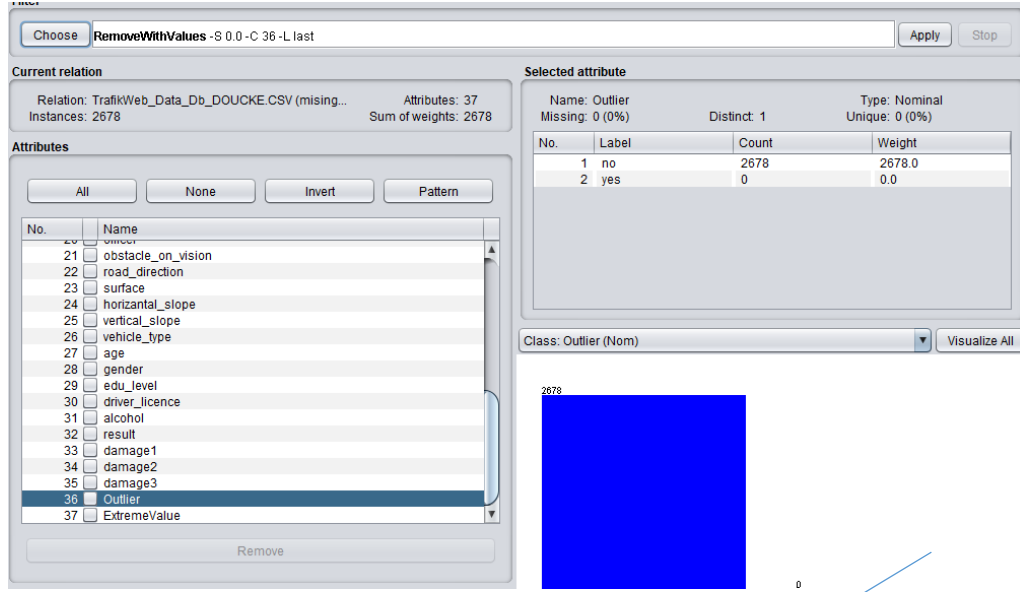 Filter
Choose RemoveWithValues -S 0.0 -C 36 -L last Apply Stop
Current relation
Relation: TrafikWeb_Data_Db_DOUCKE.CSV (mising... Attributes: 37
Instances: 2678 Sum of weights: 2678
Attributes
All None Invert Pattern
No. Name
20 officer
21 obstacle_on_vision
22 road_direction
23 surface
24 horizantal_slope
25 vertical_slope
26 vehicle_type
27 age
28 gender
29 edu_level
30 driver_licence
31 alcohol
32 result
33 damage1
34 damage2
35 damage3
36 Outlier
37 ExtremeValue
Remove
Selected attribute
Name: Outlier Type: Nominal
Missing: 0 (0%) Distinct: 1 Unique: 0 (0%)
No. Label Count Weight
1 no 2678 2678.0
2 yes 0 0.0
Class: Outlier (Nom) Visualize All
2678
0